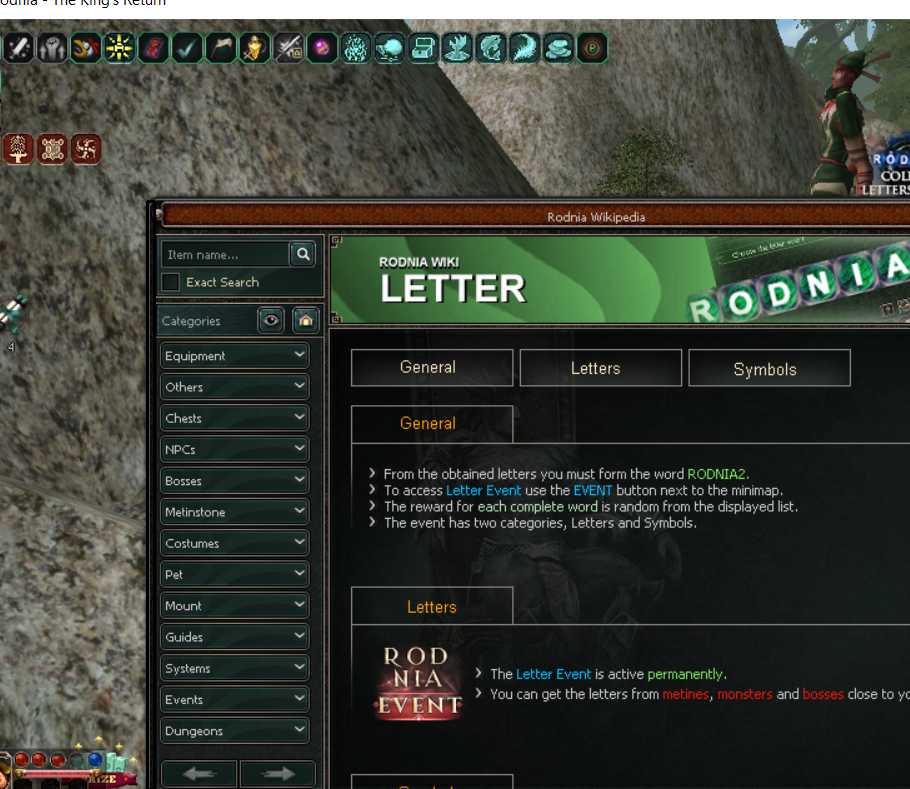 Rodnia - The King's Return
P
COL
LETTERS
Rodnia Wikipedia
Item name...
Exact Search
RODNIA WIKI
LETTER
Choose the letter event
RODNIA
Categories
4
Equipment
Others
Chests
NPCs
Bosses
Metinstone
Costumes
Pet
Mount
Guides
Systems
Events
Dungeons
General
Letters
Symbols
General
From the obtained letters you must form the word RODNIA2.
To access Letter Event use the EVENT button next to the minimap.
The reward for each complete word is random from the displayed list.
The event has two categories, Letters and Symbols.
Letters
ROD
NIA
EVENT
The Letter Event is active permanently.
You can get the letters from metines, monsters and bosses close to yo